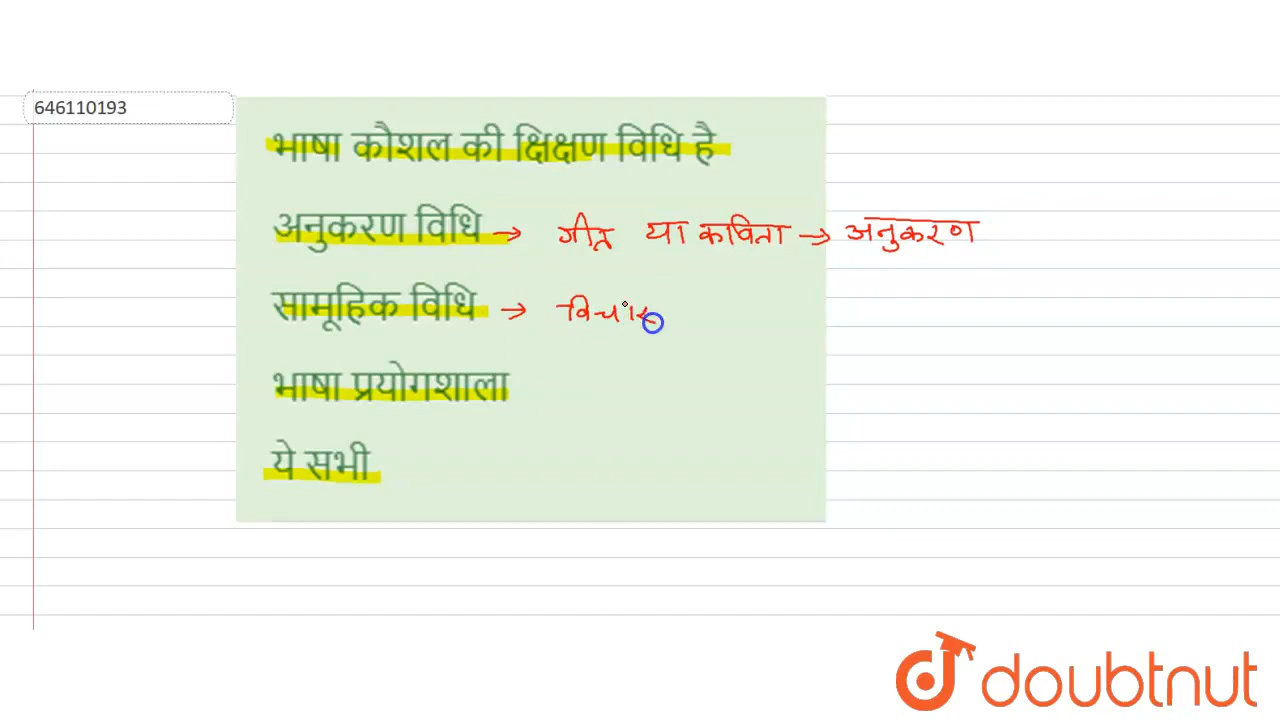 646110193
भाषा कौशल की क्षिक्षण विधि है
अनुकरण विधि → गीत या कविता → अनुकरण
सामूहिक विधि → विचार
भाषा प्रयोगशाला
ये सभी
doubtnut